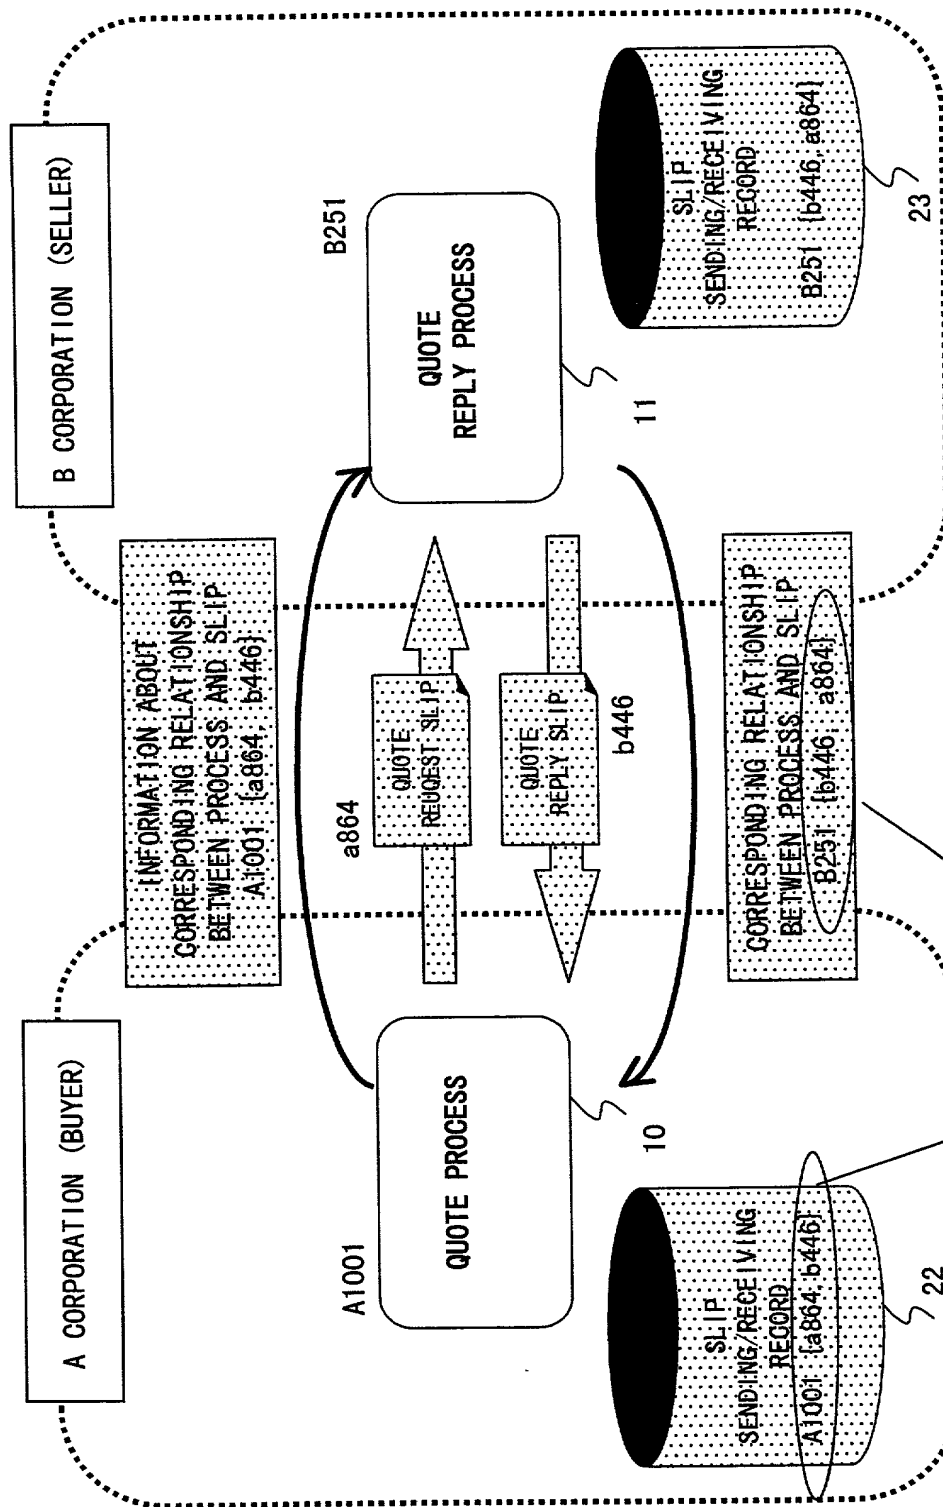 A CORPORATION (BUYER)
B CORPORATION (SELLER)
INFORMATION ABOUT
CORRESPONDING RELATIONSHIP
BETWEEN PROCESS AND SLIP
A1001 {a864, b446}
A1001
QUOTE PROCESS
10
a864
QUOTE
REUQEST SLIP
QUOTE
REPLY SLIP
b446
B251
QUOTE
REPLY PROCESS
11
SLIP
SENDING/RECEIVING
RECORD
A1001 {a864, b446}
22
CORRESPONDING RELATIONSHIP
BETWEEN PROCESS AND SLIP
B251 {b446, a864}
SLIP
SENDING/RECEIVING
RECORD
B251 {b446, a864}
23